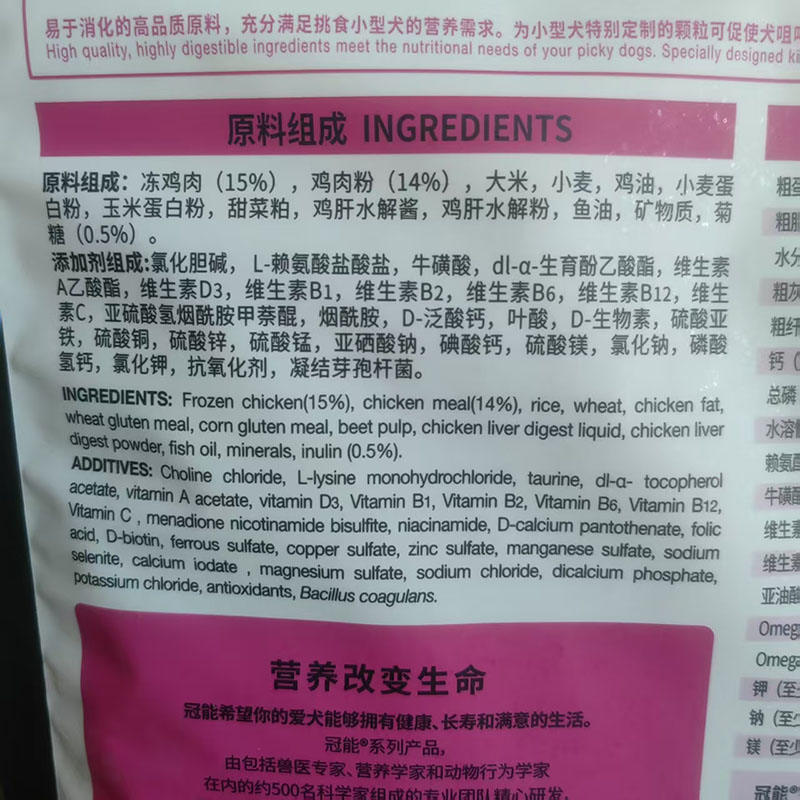 易于消化的高品质原料，充分满足挑食小型犬的营养需求。为小型犬特别定制的颗粒可促使犬咀
High quality, highly digestible ingredients meet the nutritional needs of your picky dogs. Specially designed ki
原料组成 INGREDIENTS
原料组成：冻鸡肉（15%），鸡肉粉（14%），大米，小麦，鸡油，小麦蛋
白粉，玉米蛋白粉，甜菜粕，鸡肝水解酱，鸡肝水解粉，鱼油，矿物质，菊
糖（0.5%）。
添加剂组成:氯化胆碱，L-赖氨酸盐酸盐，牛磺酸，dl-α-生育酚乙酸酯，维生素
A乙酸酯，维生素D3，维生素B1，维生素B2，维生素B6，维生素B12，维生
素C，亚硫酸氢烟酰胺甲萘醌，烟酰胺，D-泛酸钙，叶酸，D-生物素，硫酸亚
铁，硫酸铜，硫酸锌，硫酸锰，亚硒酸钠，碘酸钙，硫酸镁，氯化钠，磷酸
氢钙，氯化钾，抗氧化剂，凝结芽孢杆菌。
INGREDIENTS: Frozen chicken(15%), chicken meal(14%), rice, wheat, chicken fat,
wheat gluten meal, corn gluten meal, beet pulp, chicken liver digest liquid, chicken liver
digest powder, fish oil, minerals, inulin (0.5%).
ADDITIVES: Choline chloride, L-lysine monohydrochloride, taurine, dl-α- tocopherol
acetate, vitamin A acetate, vitamin D3, Vitamin B1, Vitamin B2, Vitamin B6, Vitamin B12,
Vitamin C , menadione nicotinamide bisulfite, niacinamide, D-calcium pantothenate, folic
acid, D-biotin, ferrous sulfate, copper sulfate, zinc sulfate, manganese sulfate, sodium
selenite, calcium iodate , magnesium sulfate, sodium chloride, dicalcium phosphate,
potassium chloride, antioxidants, Bacillus coagulans.
营养改变生命
冠能希望你的爱犬能够拥有健康、长寿和满意的生活。
冠能®系列产品，
由包括兽医专家、营养学家和动物行为学家
在内的约500名科学家组成的专业团队精心研发，
粗蛋
粗脂
水分
粗灰
粗纤
钙（
总磷
水溶
赖氨酸
牛磺酸
维生素
维生素
亚油酸
Omega
Omega
钾（至
钠（至少
镁（至少
冠能®